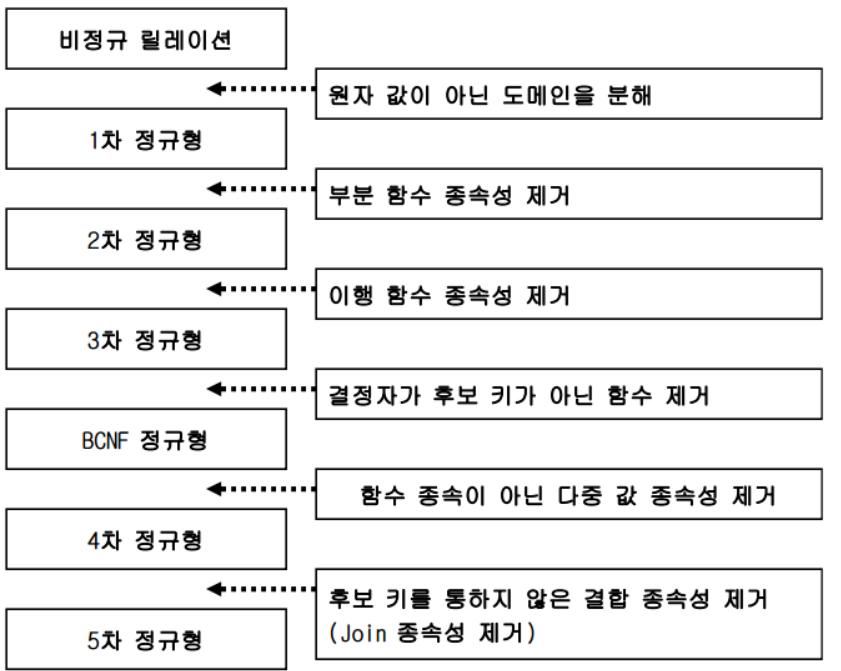 비정규 릴레이션
원자 값이 아닌 도메인을 분해
1차 정규형
부분 함수 종속성 제거
2차 정규형
이행 함수 종속성 제거
3차 정규형
결정자가 후보 키가 아닌 함수 제거
BCNF 정규형
함수 종속이 아닌 다중 값 종속성 제거
4차 정규형
후보 키를 통하지 않은 결합 종속성 제거
(Join 종속성 제거)
5차 정규형